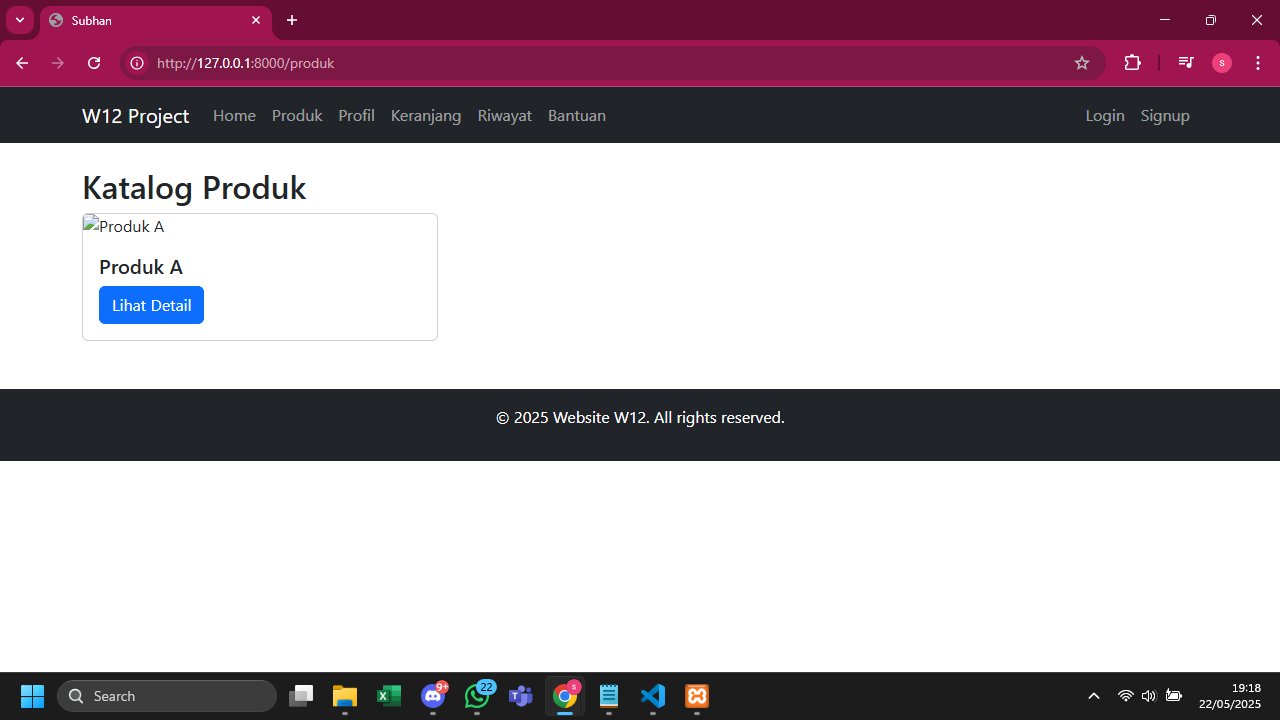 Subhan
http://127.0.0.1:8000/produk
s
W12 Project Home Produk Profil Keranjang Riwayat Bantuan Login Signup
Katalog Produk
Produk A
Produk A
Lihat Detail
© 2025 Website W12. All rights reserved.
Search
9+
22
s
19:18
22/05/2025